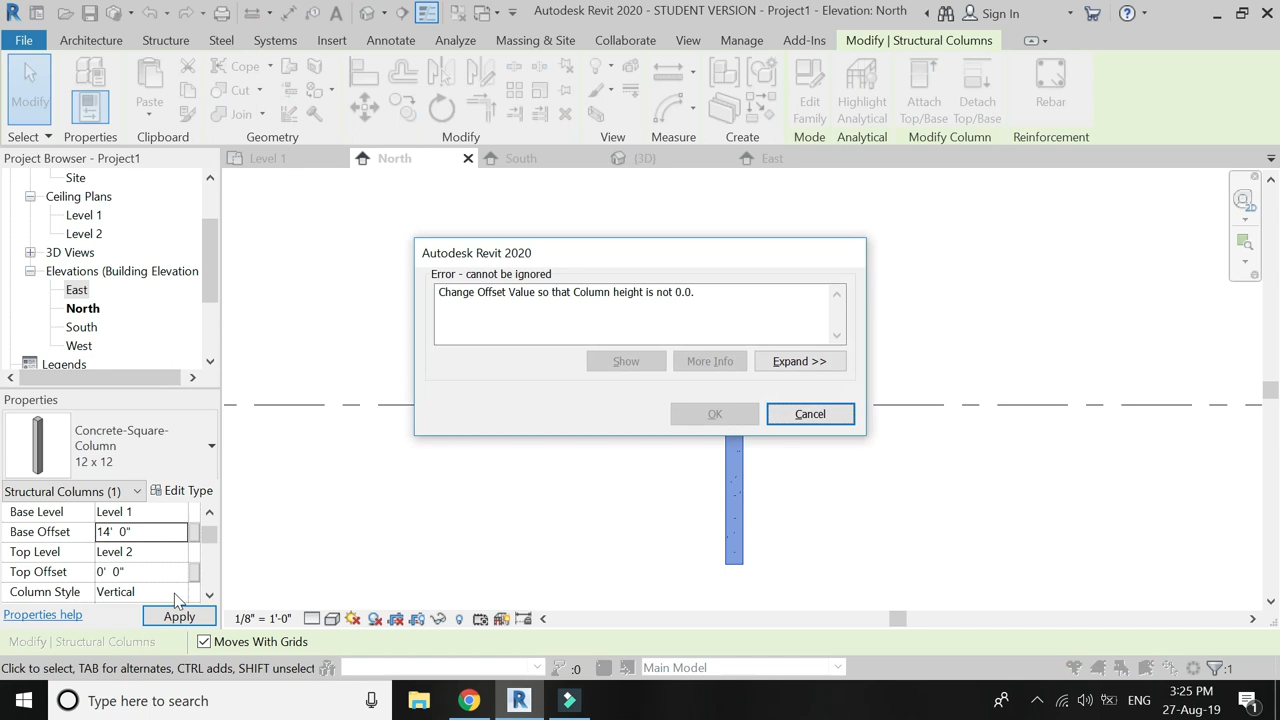 Autodesk Revit 2020 - STUDENT VERSION - Project1 - Elevation: North
Sign In
File
Architecture
Structure
Steel
Systems
Insert
Annotate
Analyze
Massing & Site
Collaborate
View
Manage
Add-Ins
Modify | Structural Columns
Modify
Paste
Cope
Cut
Join
Edit
Family
Highlight
Analytical
Attach
Top/Base
Detach
Top/Base
Rebar
Select
Properties
Clipboard
Geometry
Modify
View
Measure
Create
Mode
Analytical
Modify Column
Reinforcement
Project Browser - Project1
Level 1
North
South
{3D}
East
Site
Ceiling Plans
Level 1
Level 2
3D Views
Elevations (Building Elevation
East
North
South
West
Legends
Autodesk Revit 2020
Error - cannot be ignored
Change Offset Value so that Column height is not 0.0.
Show
More Info
Expand >>
OK
Cancel
Properties
Concrete-Square-
Column
12 x 12
Structural Columns (1)
Edit Type
Base Level
Level 1
Base Offset
14'  0"
Top Level
Level 2
Top Offset
0'  0"
Column Style
Vertical
Properties help
Apply
1/8" = 1'-0"
Modify | Structural Columns
Moves With Grids
Click to select, TAB for alternates, CTRL adds, SHIFT unselect
:0
Main Model
:1
Type here to search
ENG
3:25 PM
27-Aug-19
1